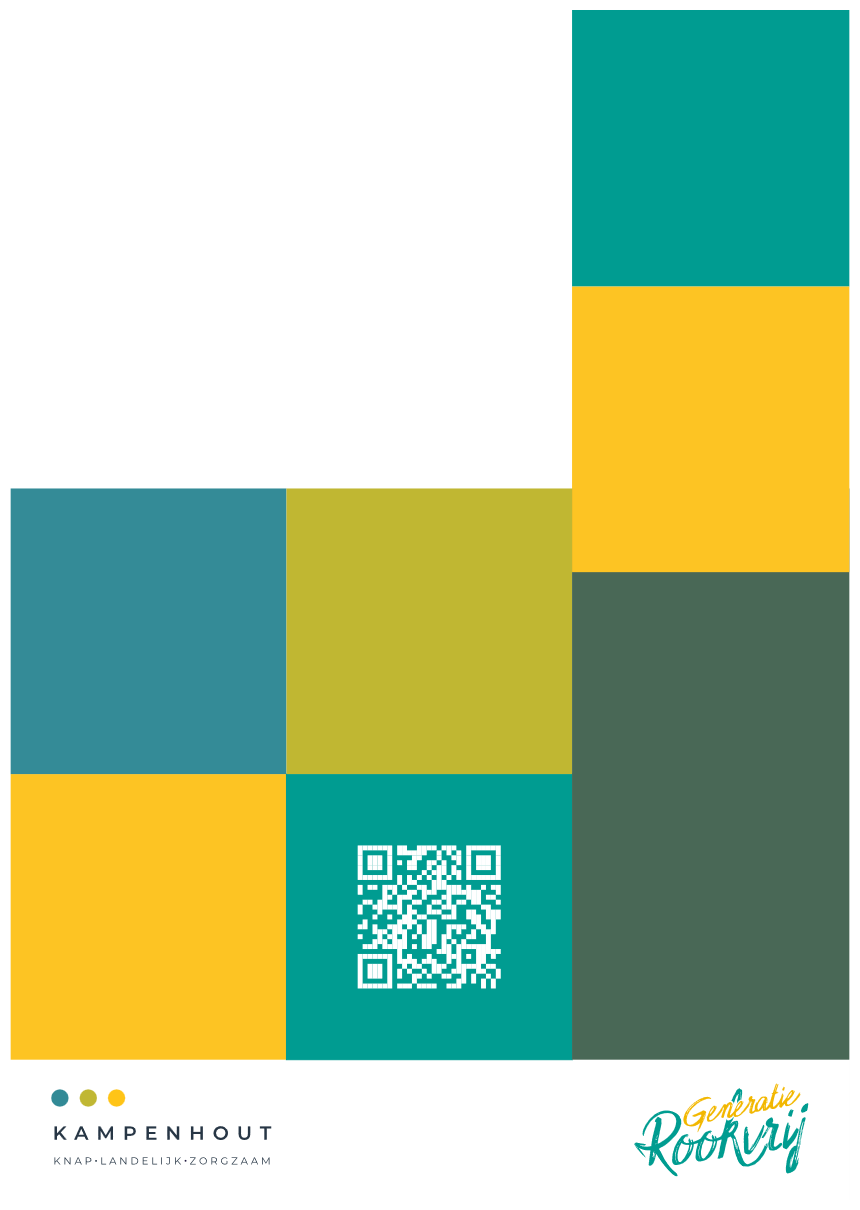 KAMPENHOUT
KNAP•LANDELIJK•ZORGZAAM
Generatie
Rookvrij